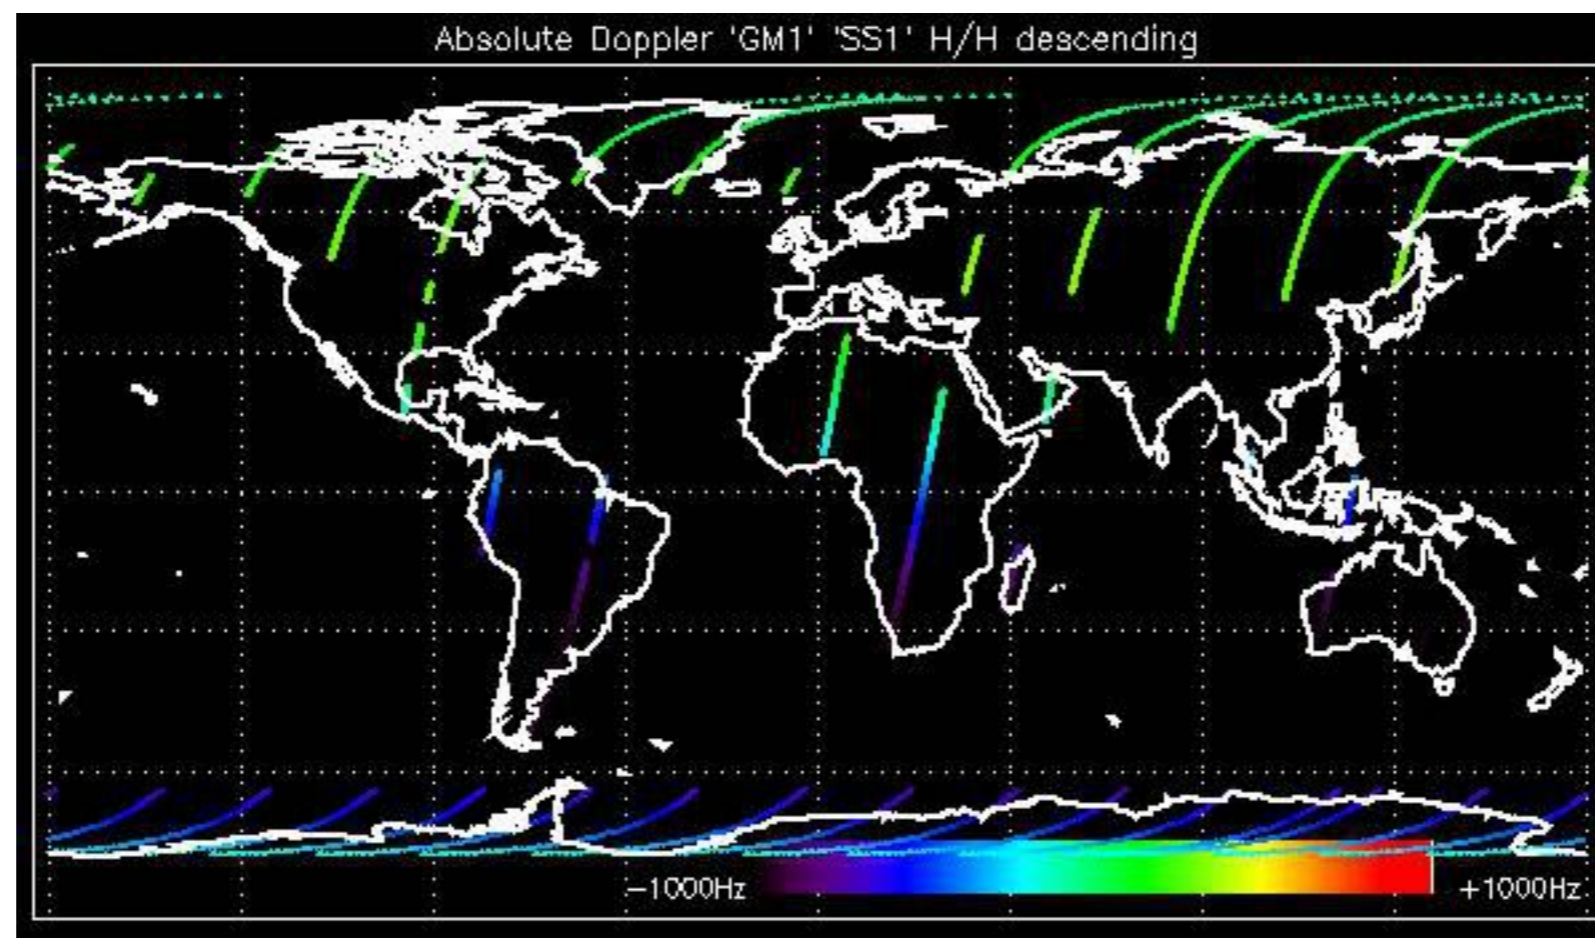 Absolute Doppler 'GM1' 'SS1' H/H descending
−1000Hz
+1000Hz